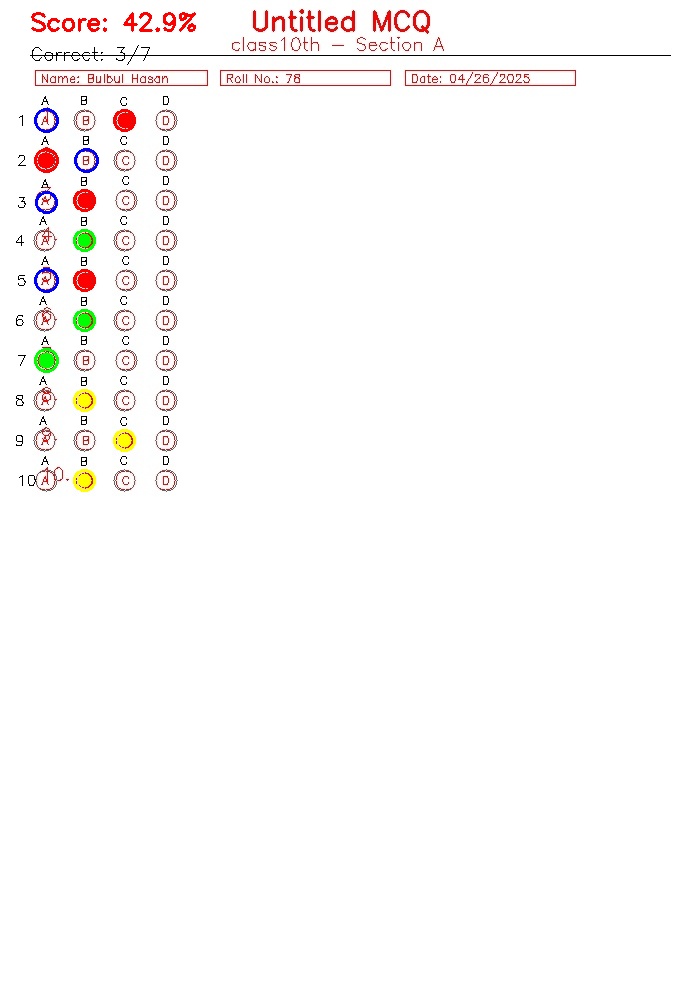 Score: 42.9% Untitled MCQ
class10th - Section A
Correct: 3/7
Name: Bulbul Hasan Roll No.: 78 Date: 04/26/2025
A B C D
1 A B D
A B C D
2 B C D
A B C D
3 A C D
A B C D
4 A C D
A B C D
5 A C D
A B C D
6 A C D
A B C D
7 B C D
A B C D
8 A C D
A B C D
9 A B D
A B C D
10 A C D